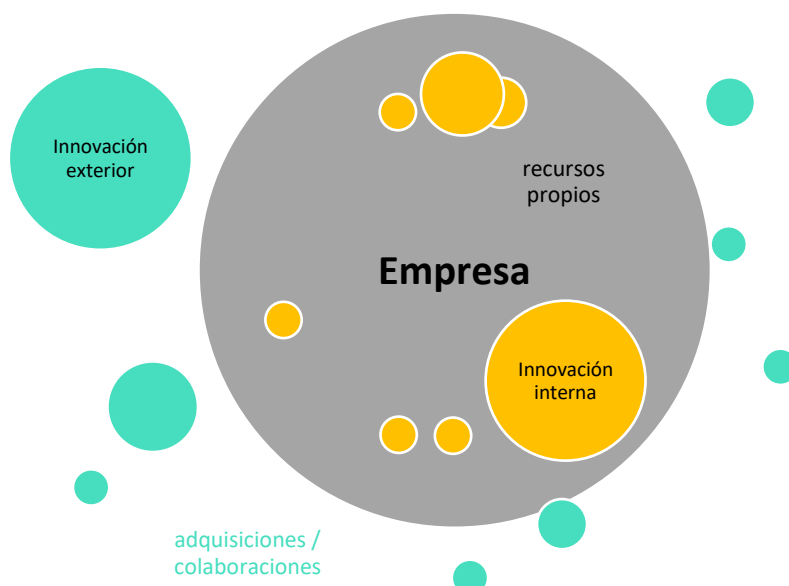 Innovación
exterior
recursos
propios
Empresa
Innovación
interna
adquisiciones /
colaboraciones